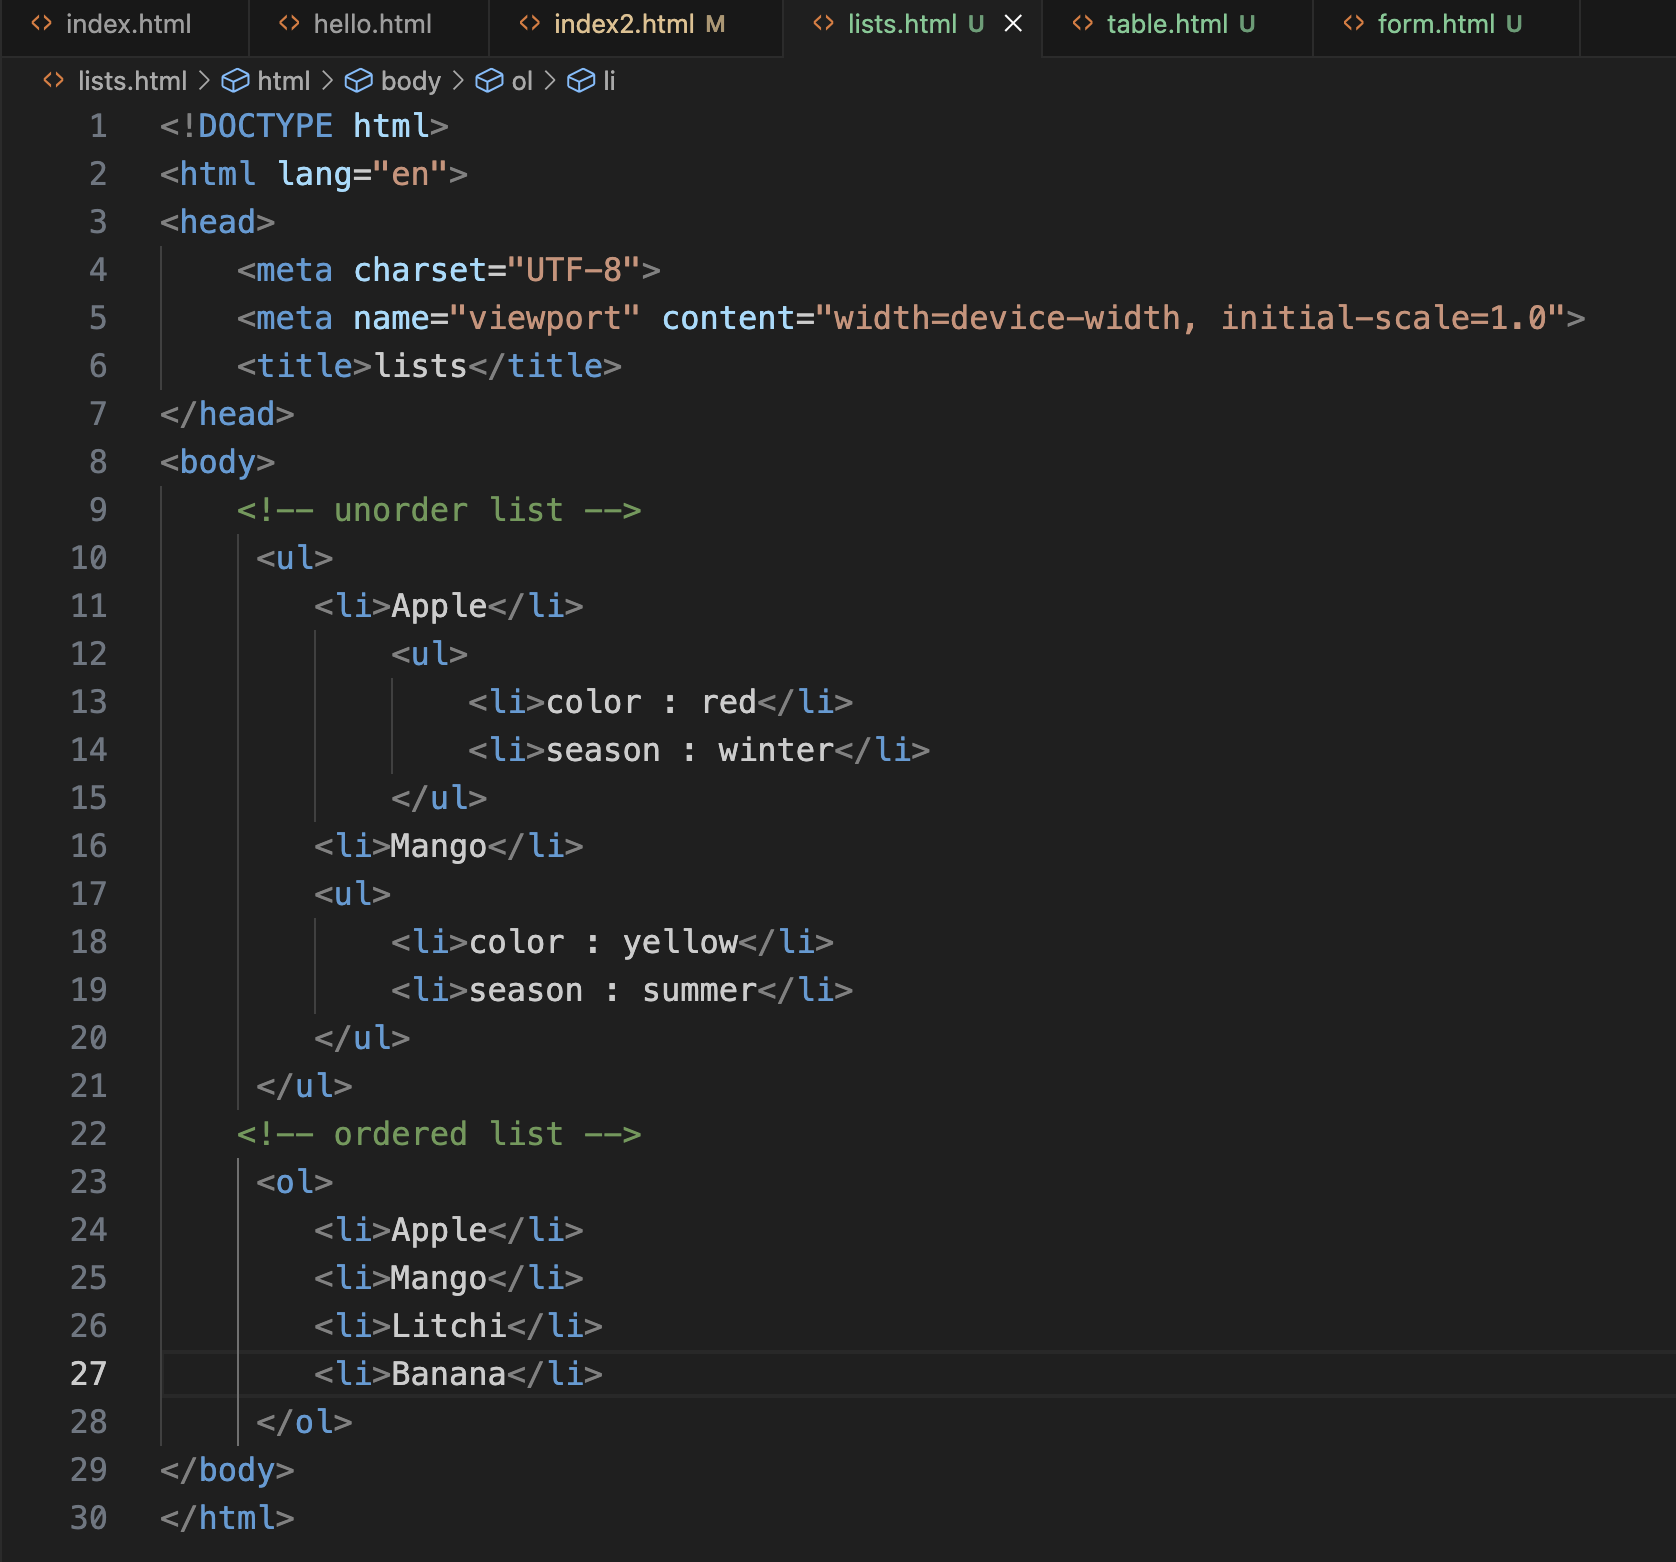 index.html hello.html index2.html M lists.html U table.html U form.html U
lists.html > html > body > ol > li
1 <!DOCTYPE html>
2 <html lang="en">
3 <head>
4     <meta charset="UTF-8">
5     <meta name="viewport" content="width=device-width, initial-scale=1.0">
6     <title>lists</title>
7 </head>
8 <body>
9     <!-- unorder list -->
10      <ul>
11         <li>Apple</li>
12             <ul>
13                 <li>color : red</li>
14                 <li>season : winter</li>
15             </ul>
16         <li>Mango</li>
17         <ul>
18             <li>color : yellow</li>
19             <li>season : summer</li>
20         </ul>
21      </ul>
22     <!-- ordered list -->
23      <ol>
24         <li>Apple</li>
25         <li>Mango</li>
26         <li>Litchi</li>
27         <li>Banana</li>
28      </ol>
29 </body>
30 </html>